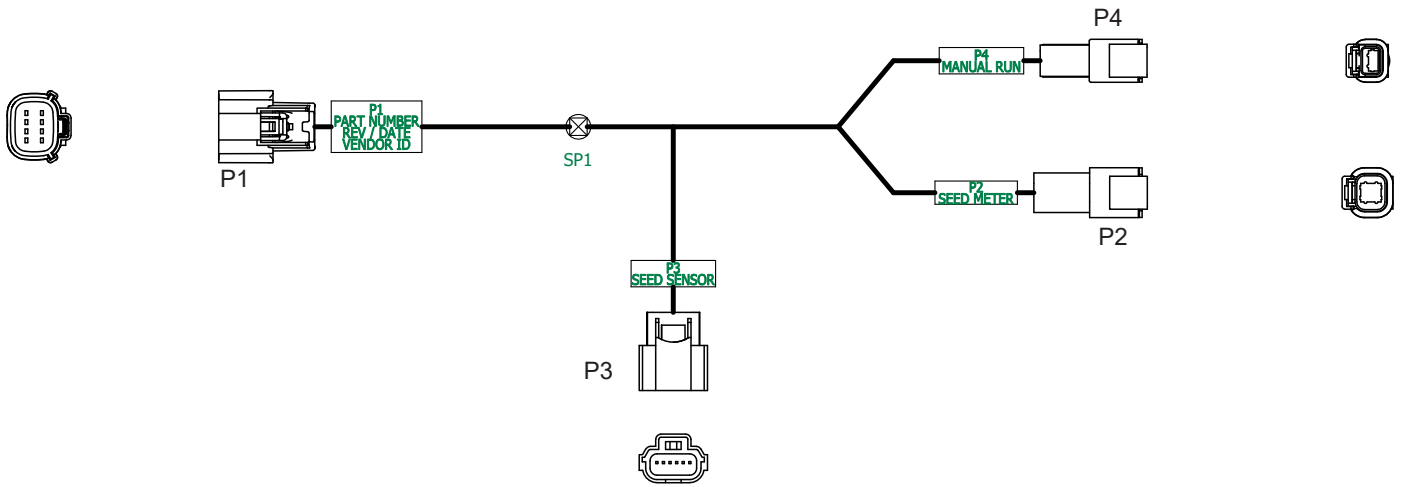 P4
P4
MANUAL RUN
P1
PART NUMBER
REV / DATE
VENDOR ID
P1
SP1
P2
SEED METER
P2
P3
SEED SENSOR
P3